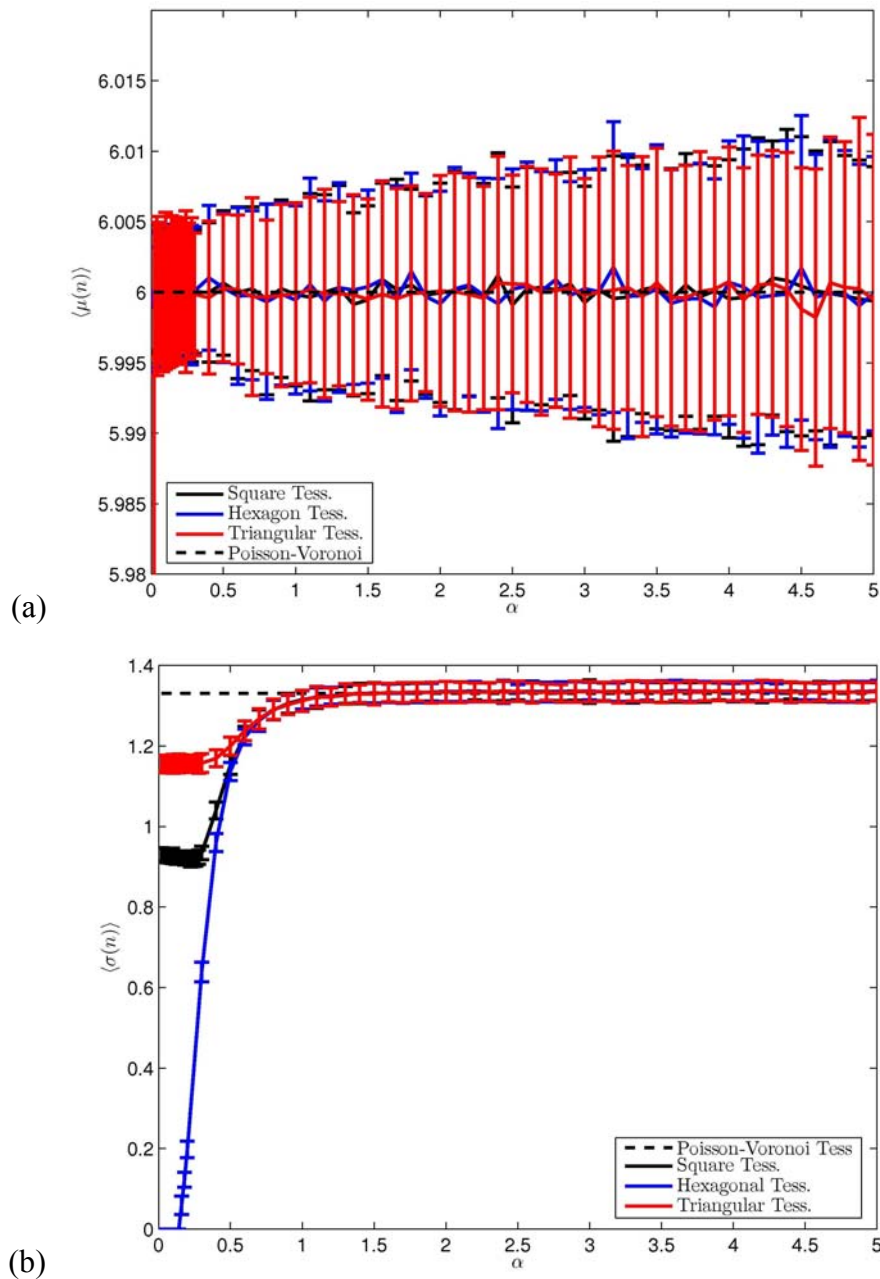 6.015
6.01
6.005
6
5.995
5.99
5.985
5.98
⟨μ(n)⟩
Square Tess.
Hexagon Tess.
Triangular Tess.
Poisson-Voronoi
0 0.5 1 1.5 2 2.5 3 3.5 4 4.5 5
α
(a)
1.4
1.2
1
0.8
0.6
0.4
0.2
0
⟨σ(n)⟩
Poisson-Voronoi Tess
Square Tess.
Hexagonal Tess.
Triangular Tess.
0 0.5 1 1.5 2 2.5 3 3.5 4 4.5 5
α
(b)